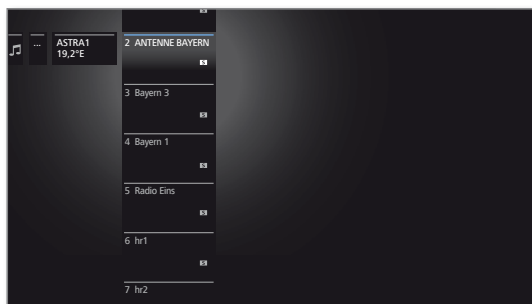 S
...
ASTRA1
19,2°E
2 ANTENNE BAYERN
S
3 Bayern 3
S
4 Bayern 1
S
5 Radio Eins
S
6 hr1
S
7 hr2